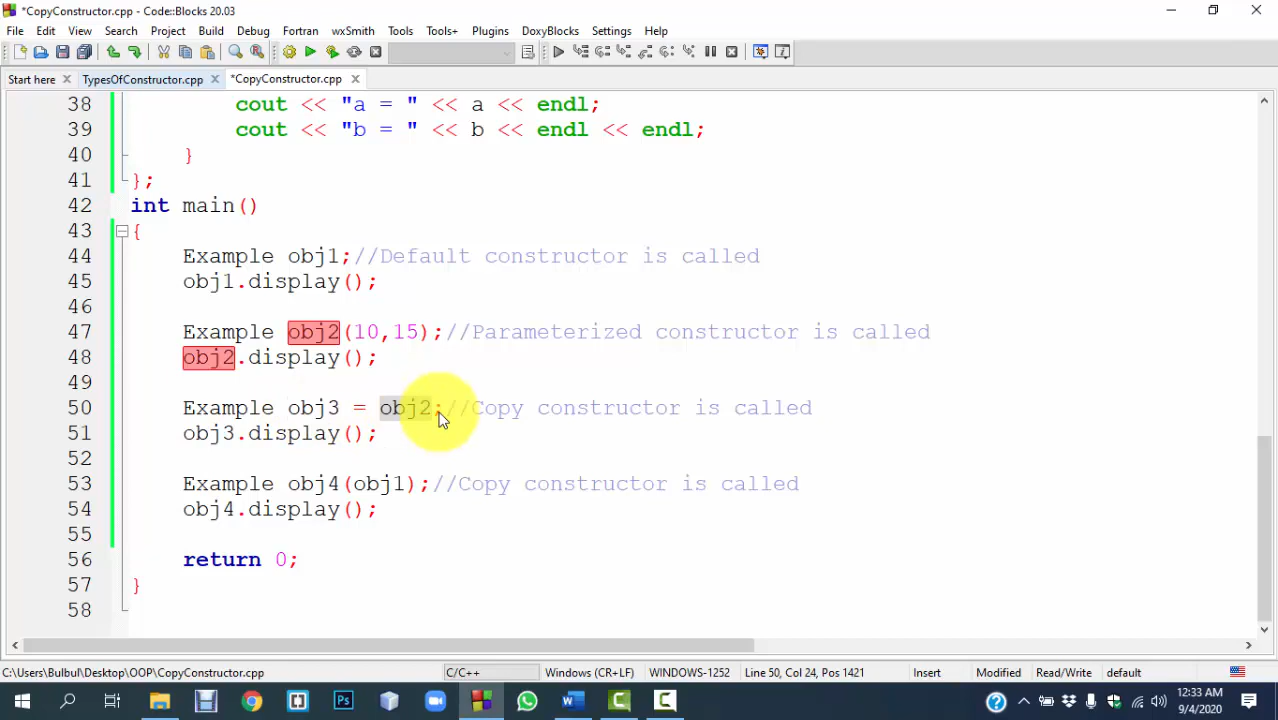 *CopyConstructor.cpp - Code::Blocks 20.03
File Edit View Search Project Build Debug Fortran wxSmith Tools Tools+ Plugins DoxyBlocks Settings Help
Start here TypesOfConstructor.cpp *CopyConstructor.cpp
38 cout << "a = " << a << endl;
39 cout << "b = " << b << endl << endl;
40 }
41 };
42 int main()
43 {
44 Example obj1;//Default constructor is called
45 obj1.display();
46
47 Example obj2(10,15);//Parameterized constructor is called
48 obj2.display();
49
50 Example obj3 = obj2;//Copy constructor is called
51 obj3.display();
52
53 Example obj4(obj1);//Copy constructor is called
54 obj4.display();
55
56 return 0;
57 }
58
C:\Users\Bulbul\Desktop\OOP\CopyConstructor.cpp C/C++ Windows (CR+LF) WINDOWS-1252 Line 50, Col 24, Pos 1421 Insert Modified Read/Write default
12:33 AM
9/4/2020